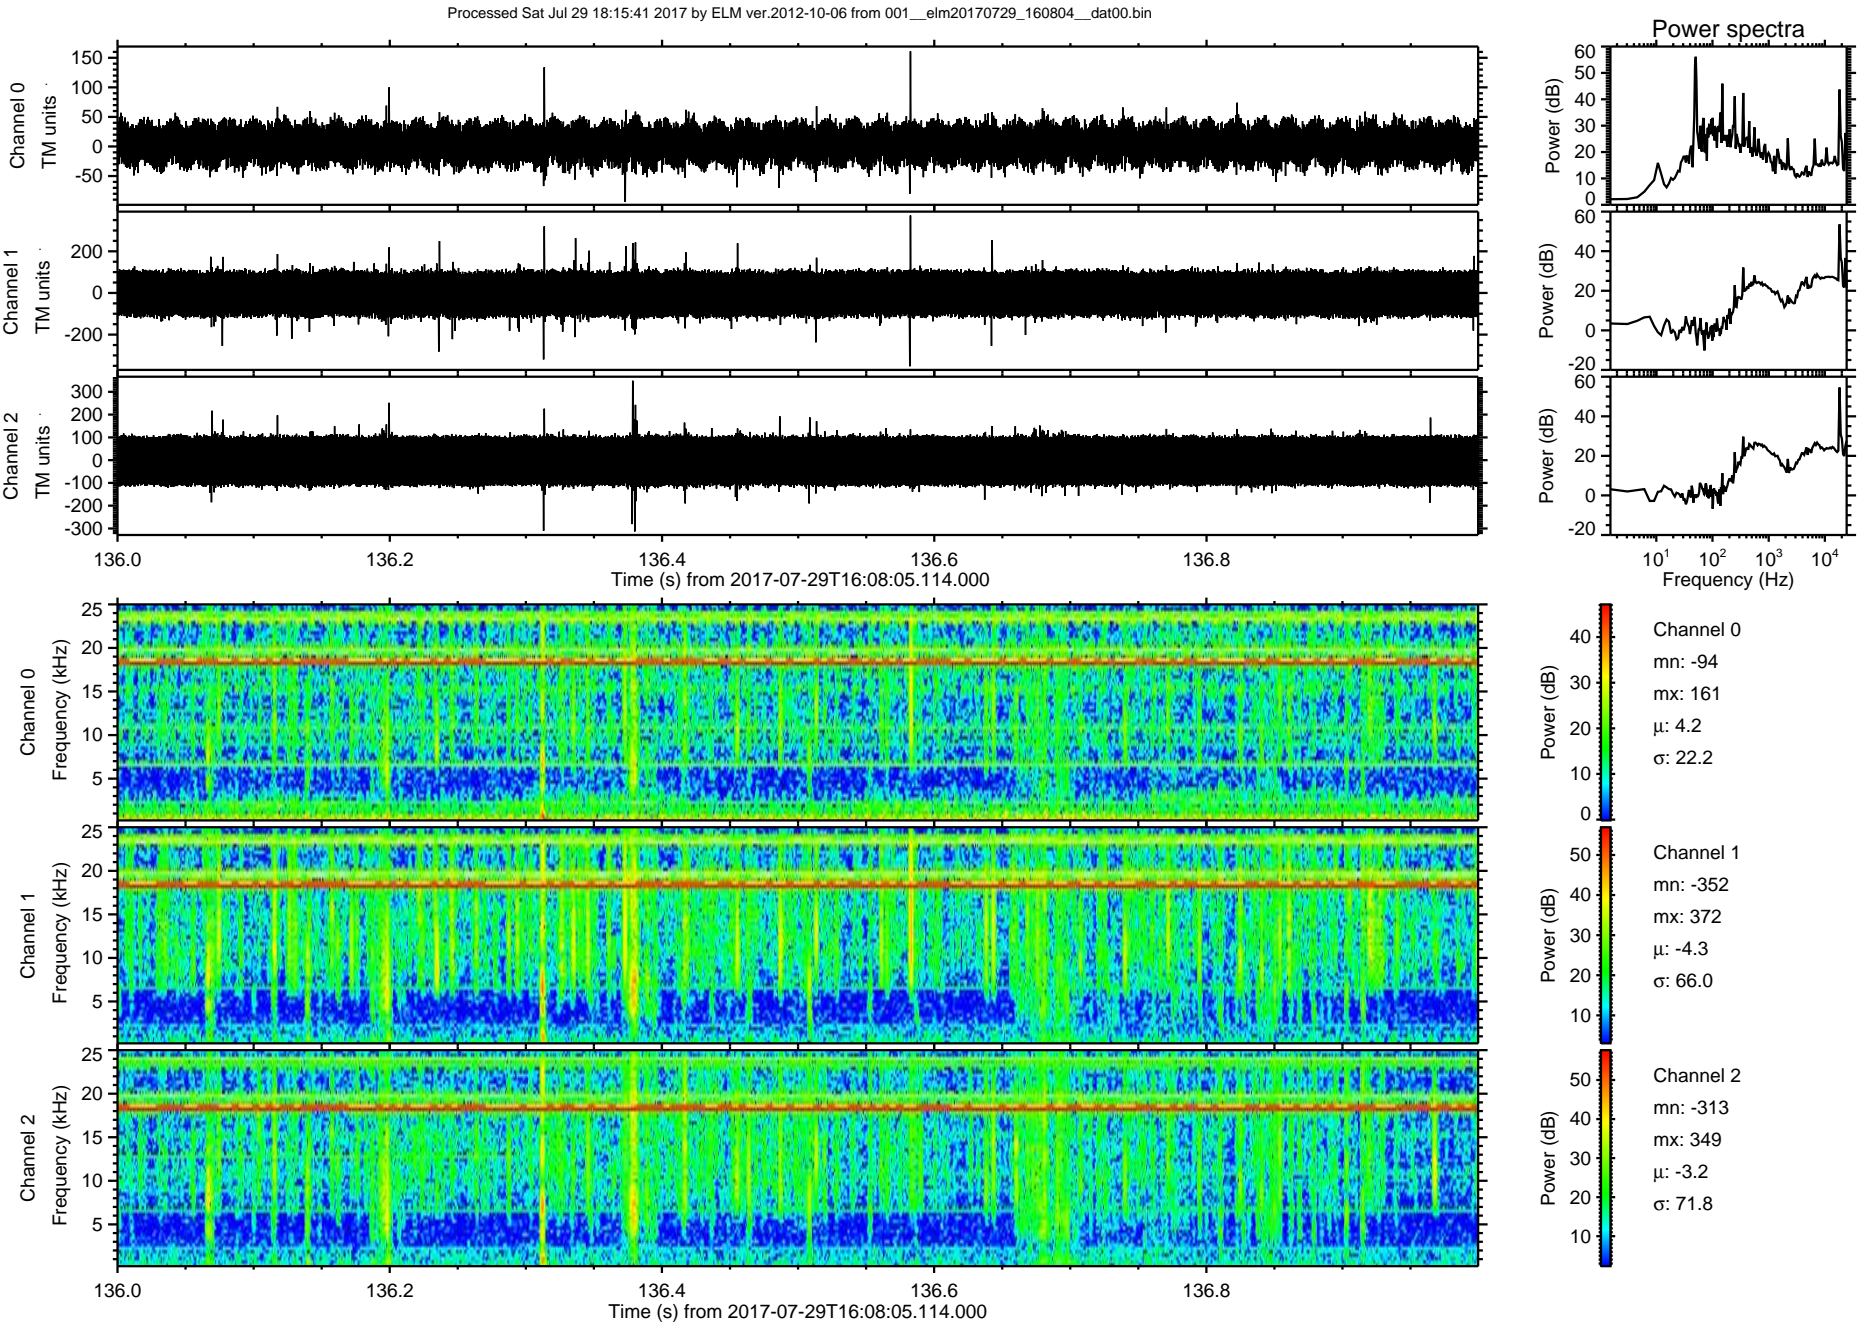 Processed Sat Jul 29 18:15:41 2017 by ELM ver.2012-10-06 from 001__elm20170729_160804__dat00.bin
Power spectra
Channel 0
TM units
150
100
50
0
-50
Power (dB)
60
50
40
30
20
10
0
Channel 1
TM units
200
0
-200
Power (dB)
60
40
20
0
-20
Channel 2
TM units
300
200
100
0
-100
-200
-300
Power (dB)
60
40
20
0
-20
136.0 136.2 136.4 136.6 136.8
Time (s) from 2017-07-29T16:08:05.114.000
10^1 10^2 10^3 10^4
Frequency (Hz)
Channel 0
Frequency (kHz)
25
20
15
10
5
Power (dB)
40
30
20
10
0
Channel 0
mn: -94
mx: 161
μ: 4.2
σ: 22.2
Channel 1
Frequency (kHz)
25
20
15
10
5
Power (dB)
50
40
30
20
10
Channel 1
mn: -352
mx: 372
μ: -4.3
σ: 66.0
Channel 2
Frequency (kHz)
25
20
15
10
5
Power (dB)
50
40
30
20
10
Channel 2
mn: -313
mx: 349
μ: -3.2
σ: 71.8
136.0 136.2 136.4 136.6 136.8
Time (s) from 2017-07-29T16:08:05.114.000